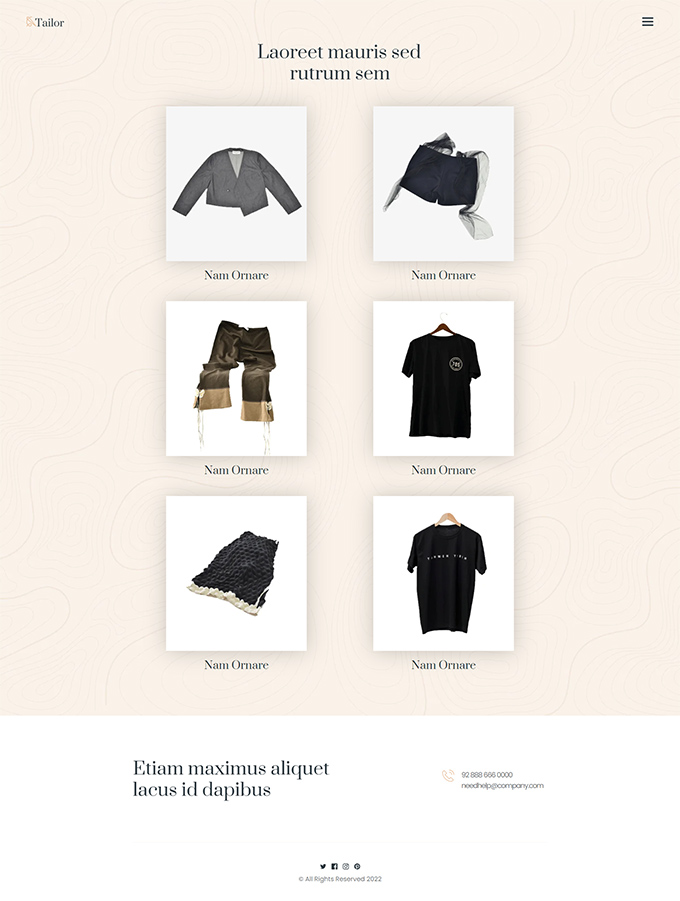 Tailor
Laoreet mauris sed
rutrum sem
Nam Ornare
Nam Ornare
Nam Ornare
Nam Ornare
Nam Ornare
Nam Ornare
Etiam maximus aliquet
lacus id dapibus
92 888 666 0000
needhelp@company.com
© All Rights Reserved 2022